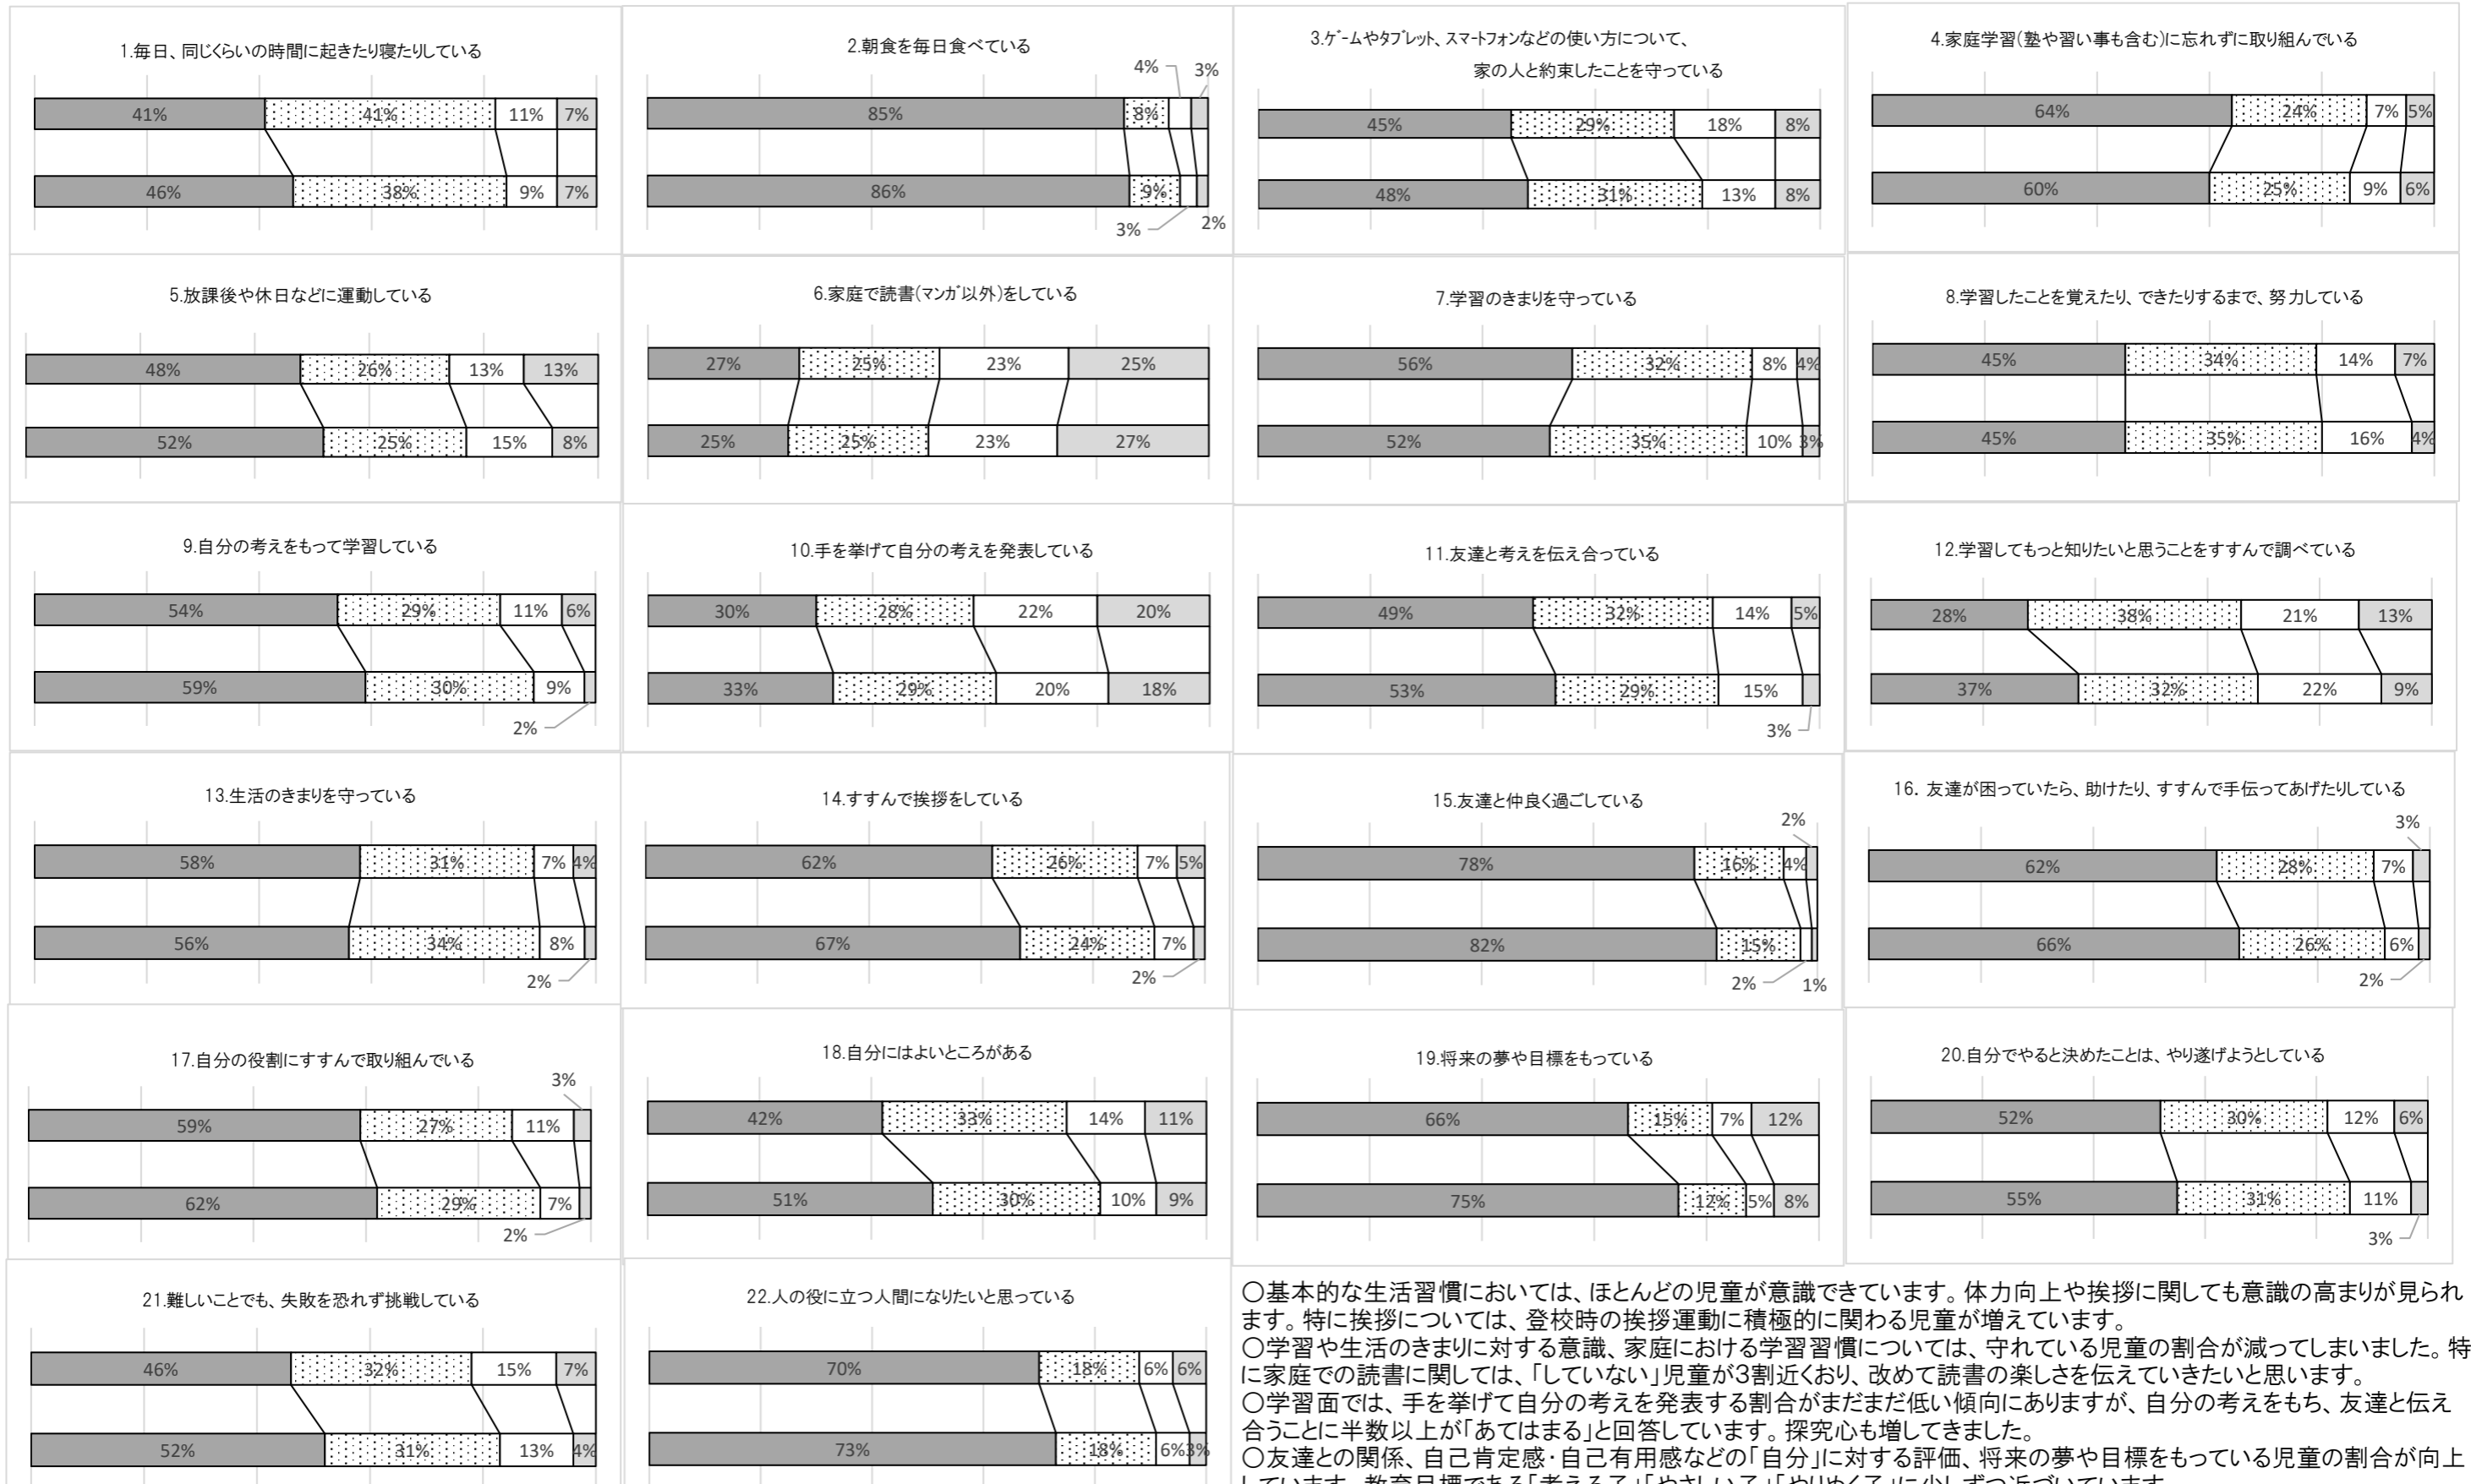 1.毎日、同じくらいの時間に起きたり寝たりしている
41% 41% 11% 7%
46% 38% 9% 7%
2.朝食を毎日食べている
4% 3%
85% 8%
86% 9%
3% 2%
3.ゲームやタブレット、スマートフォンなどの使い方について、
家の人と約束したことを守っている
45% 29% 18% 8%
48% 31% 13% 8%
4.家庭学習(塾や習い事も含む)に忘れずに取り組んでいる
64% 24% 7% 5%
60% 25% 9% 6%
5.放課後や休日などに運動している
48% 26% 13% 13%
52% 25% 15% 8%
6.家庭で読書(マンガ以外)をしている
27% 25% 23% 25%
25% 25% 23% 27%
7.学習のきまりを守っている
56% 32% 8% 4%
52% 35% 10% 3%
8.学習したことを覚えたり、できたりするまで、努力している
45% 34% 14% 7%
45% 35% 16% 4%
9.自分の考えをもって学習している
54% 29% 11% 6%
59% 30% 9%
2%
10.手を挙げて自分の考えを発表している
30% 28% 22% 20%
33% 29% 20% 18%
11.友達と考えを伝え合っている
49% 32% 14% 5%
53% 29% 15%
3%
12.学習してもっと知りたいと思うことをすすんで調べている
28% 38% 21% 13%
37% 32% 22% 9%
13.生活のきまりを守っている
58% 31% 7% 4%
56% 34% 8%
2%
14.すすんで挨拶をしている
62% 26% 7% 5%
67% 24% 7%
2%
15.友達と仲良く過ごしている
2%
78% 16% 4%
82% 15%
2% 1%
16. 友達が困っていたら、助けたり、すすんで手伝ってあげたりしている
3%
62% 28% 7%
66% 26% 6%
2%
17.自分の役割にすすんで取り組んでいる
3%
59% 27% 11%
62% 29% 7%
2%
18.自分にはよいところがある
42% 33% 14% 11%
51% 30% 10% 9%
19.将来の夢や目標をもっている
66% 15% 7% 12%
75% 12% 5% 8%
20.自分でやると決めたことは、やり遂げようとしている
52% 30% 12% 6%
55% 31% 11%
3%
21.難しいことでも、失敗を恐れず挑戦している
46% 32% 15% 7%
52% 31% 13% 4%
22.人の役に立つ人間になりたいと思っている
70% 18% 6% 6%
73% 18% 6% 3%
〇基本的な生活習慣においては、ほとんどの児童が意識できています。体力向上や挨拶に関しても意識の高まりが見られ
ます。特に挨拶については、登校時の挨拶運動に積極的に関わる児童が増えています。
〇学習や生活のきまりに対する意識、家庭における学習習慣については、守れている児童の割合が減ってしまいました。特
に家庭での読書に関しては、「していない」児童が3割近くおり、改めて読書の楽しさを伝えていきたいと思います。
〇学習面では、手を挙げて自分の考えを発表する割合がまだまだ低い傾向にありますが、自分の考えをもち、友達と伝え
合うことに半数以上が「あてはまる」と回答しています。探究心も増してきました。
〇友達との関係、自己肯定感・自己有用感などの「自分」に対する評価、将来の夢や目標をもっている児童の割合が向上
しています。教育目標である「考える子」「やさしい子」「やりぬく子」に少しずつ近づいています。